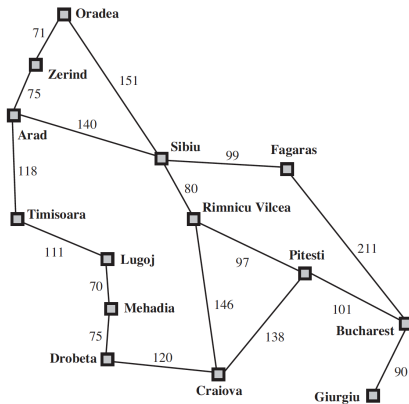 Oradea
71
Zerind
151
75
140
Arad
Sibiu
99
Fagaras
118
80
Timisoara
Rimnicu Vilcea
111
Lugoj
97
Pitesti
211
70
146
101
Mehadia
75
138
Bucharest
Drobeta
120
90
Craiova
Giurgiu